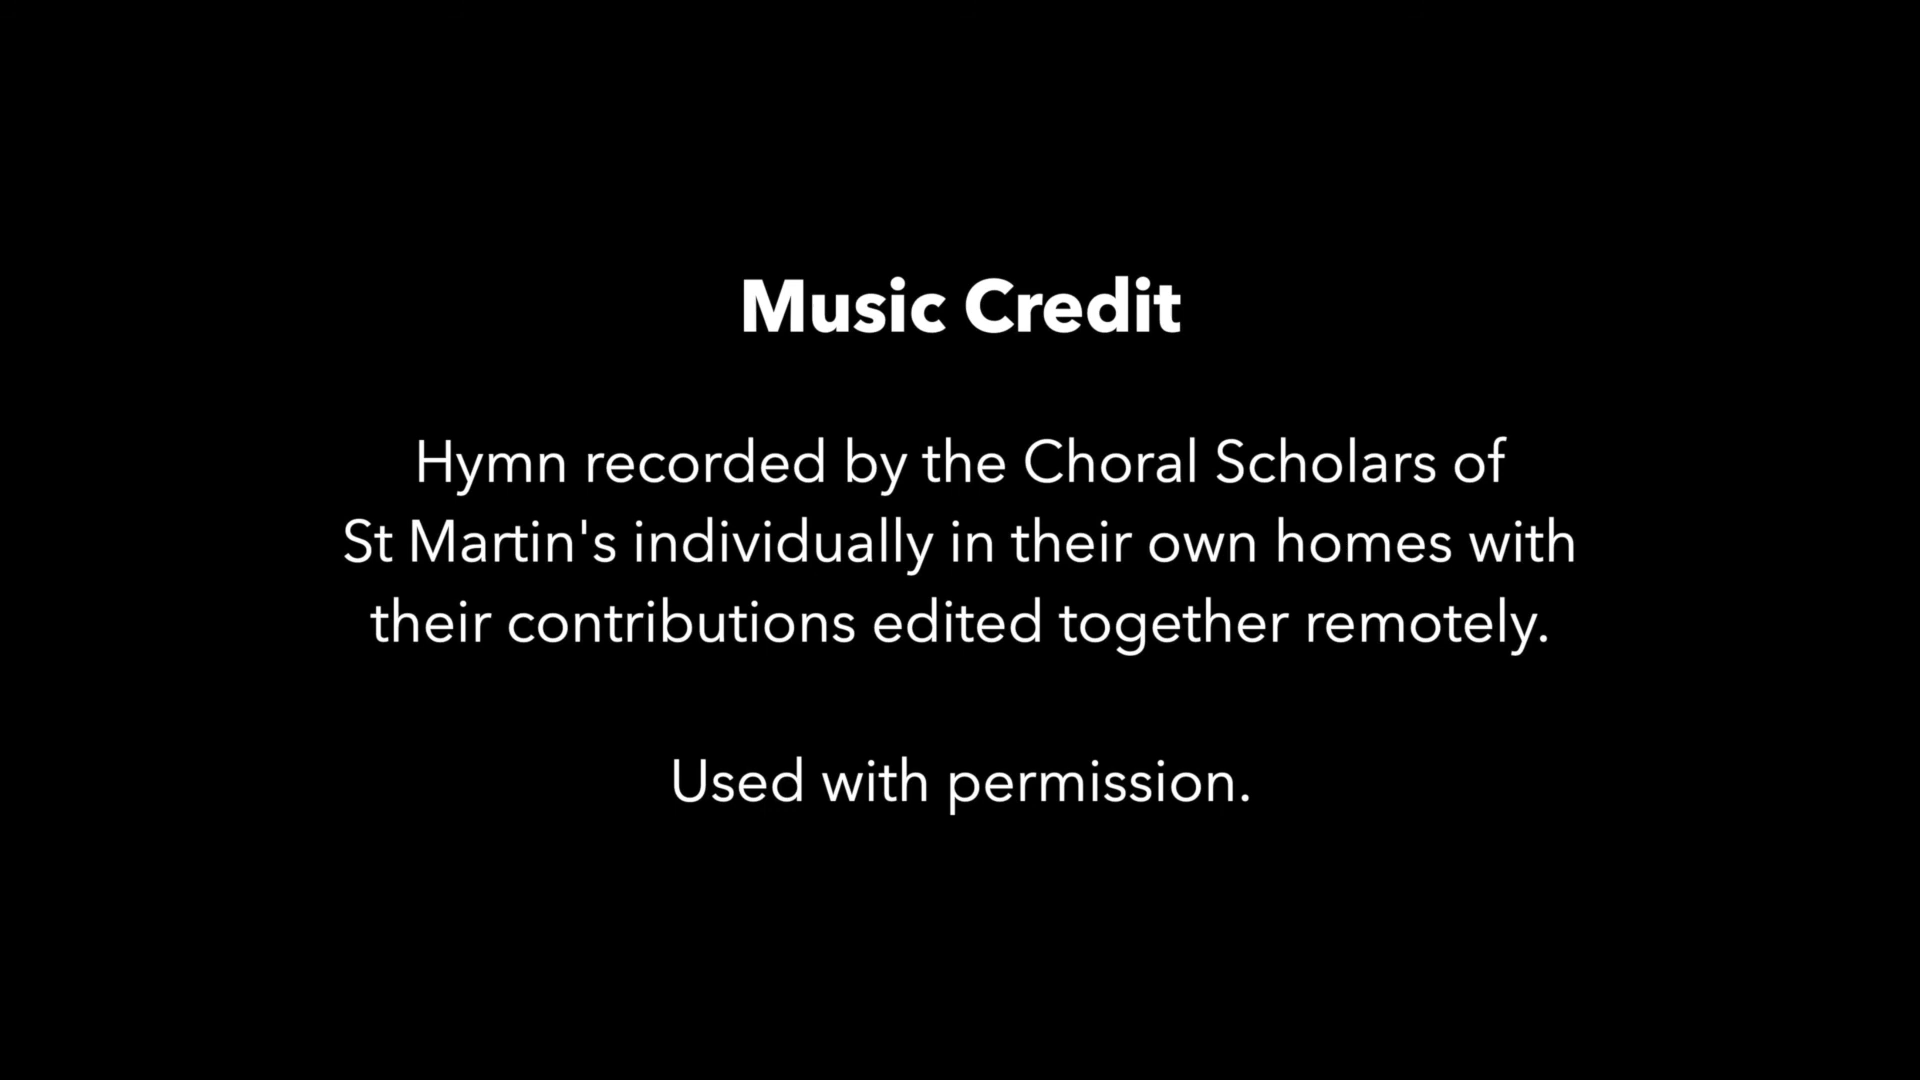 Music Credit
Hymn recorded by the Choral Scholars of
St Martin's individually in their own homes with
their contributions edited together remotely.
Used with permission.